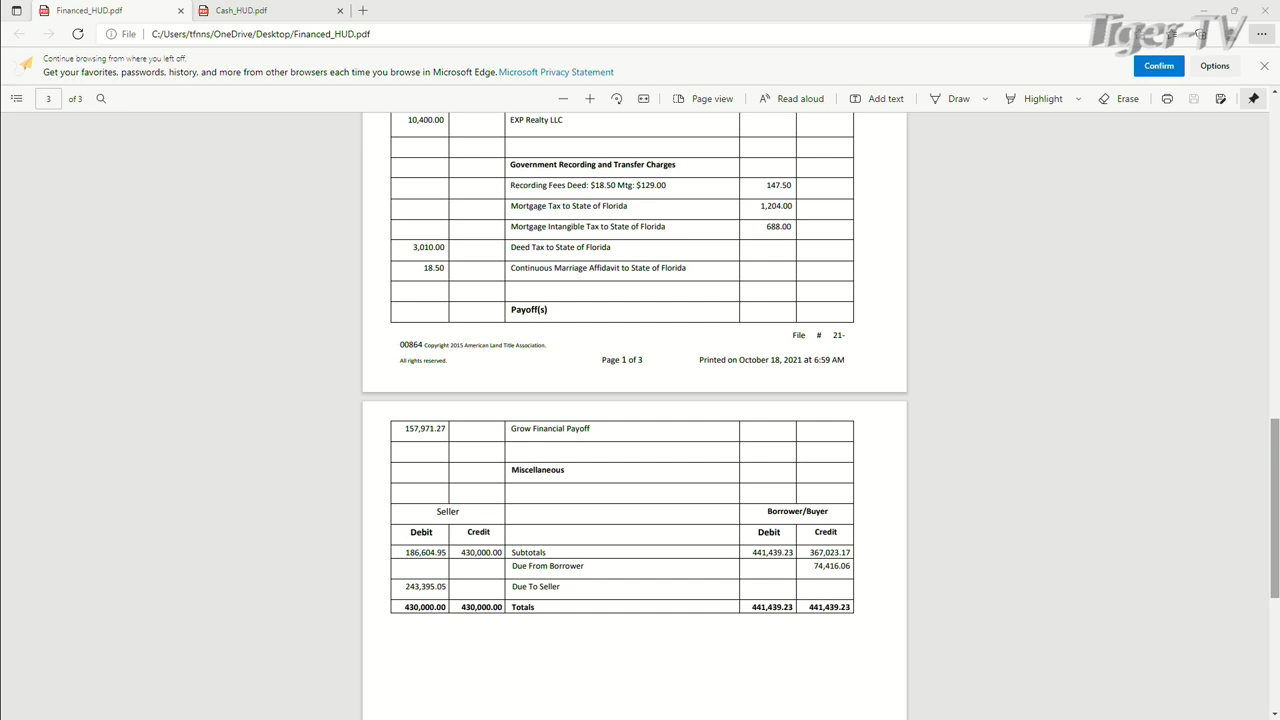 Financed_HUD.pdf
Cash_HUD.pdf
Tiger-TV
File C:/Users/tfnns/OneDrive/Desktop/Financed_HUD.pdf
Continue browsing from where you left off.
Get your favorites, passwords, history, and more from other browsers each time you browse in Microsoft Edge. Microsoft Privacy Statement
Confirm Options
3 of 3 Page view Read aloud Add text Draw Highlight Erase
10,400.00 EXP Realty LLC
Government Recording and Transfer Charges
Recording Fees Deed: $18.50 Mtg: $129.00 147.50
Mortgage Tax to State of Florida 1,204.00
Mortgage Intangible Tax to State of Florida 688.00
3,010.00 Deed Tax to State of Florida
18.50 Continuous Marriage Affidavit to State of Florida
Payoff(s)
File # 21-
00864 Copyright 2015 American Land Title Association.
All rights reserved. Page 1 of 3 Printed on October 18, 2021 at 6:59 AM
157,971.27 Grow Financial Payoff
Miscellaneous
Seller Borrower/Buyer
Debit Credit Debit Credit
186,604.95 430,000.00 Subtotals 441,439.23 367,023.17
Due From Borrower 74,416.06
243,395.05 Due To Seller
430,000.00 430,000.00 Totals 441,439.23 441,439.23